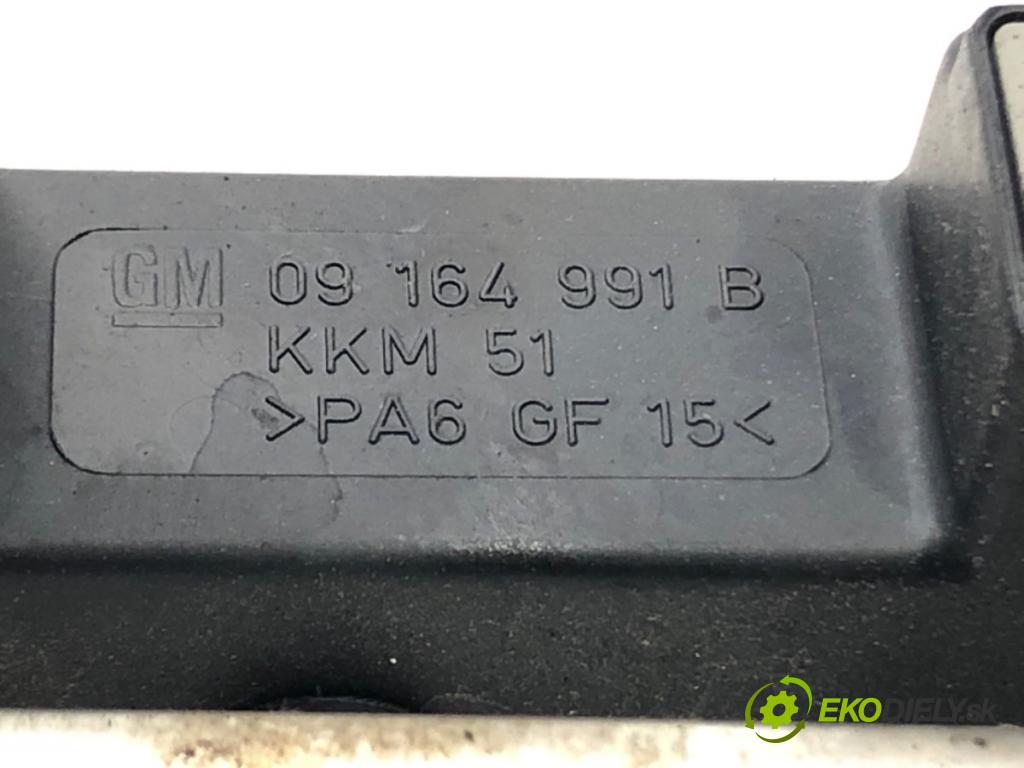 GM 09 164 991 B
KKM 51
>PA6 GF 15<
EKODIELY.sk